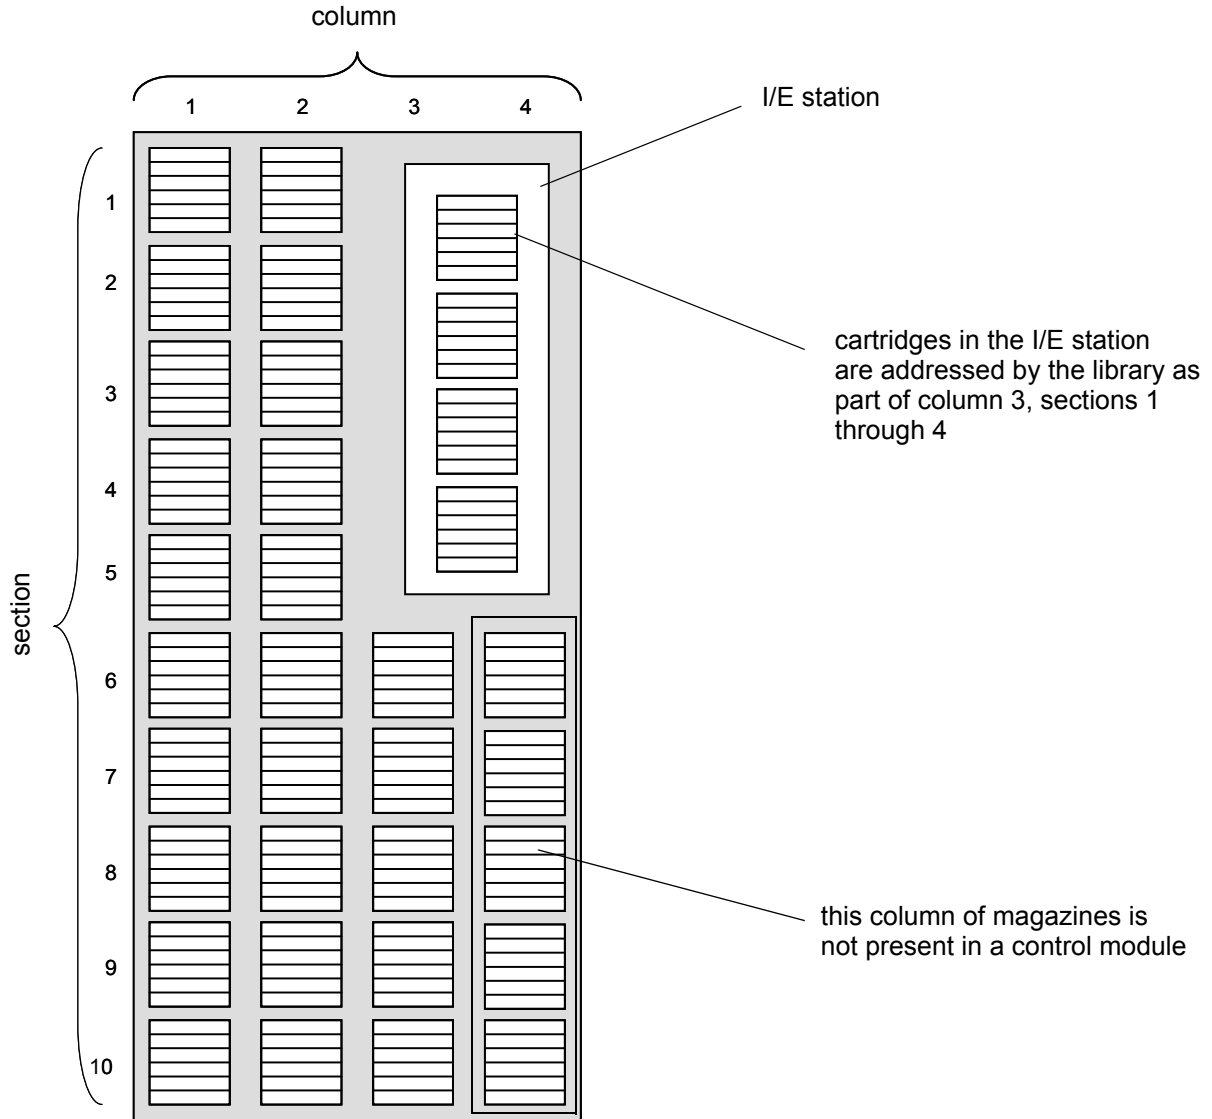 column
1 2 3 4
I/E station
1
2
cartridges in the I/E station
are addressed by the library as
part of column 3, sections 1
through 4
3
4
5
section
6
7
8
this column of magazines is
not present in a control module
9
10